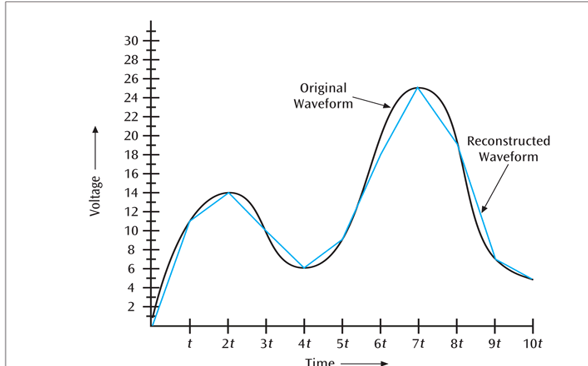 30
28
26
24
22
20
18
16
14
12
10
8
6
4
2
Voltage
Original
Waveform
Reconstructed
Waveform
t 2t 3t 4t 5t 6t 7t 8t 9t 10t
Time